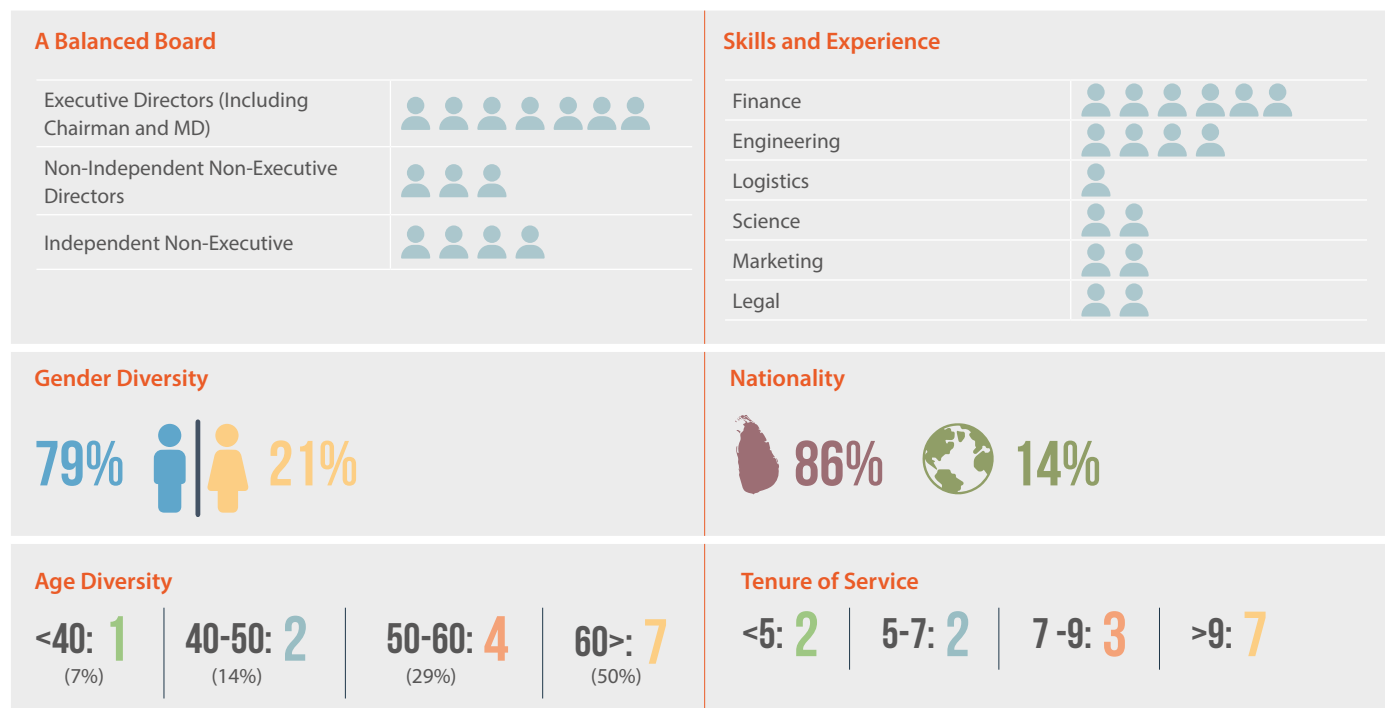 A Balanced Board
Executive Directors (Including
Chairman and MD)
Non-Independent Non-Executive
Directors
Independent Non-Executive
Skills and Experience
Finance
Engineering
Logistics
Science
Marketing
Legal
Gender Diversity
79% 21%
Nationality
86% 14%
Age Diversity
<40: 1 40-50: 2 50-60: 4 60>: 7
(7%) (14%) (29%) (50%)
Tenure of Service
<5: 2 5-7: 2 7 -9: 3 >9: 7